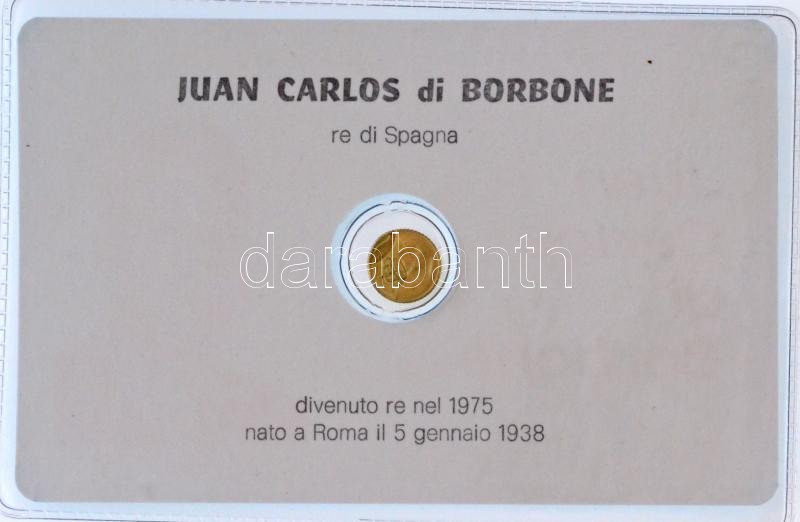 JUAN CARLOS di BORBONE
re di Spagna
darabanth
divenuto re nel 1975
nato a Roma il 5 gennaio 1938